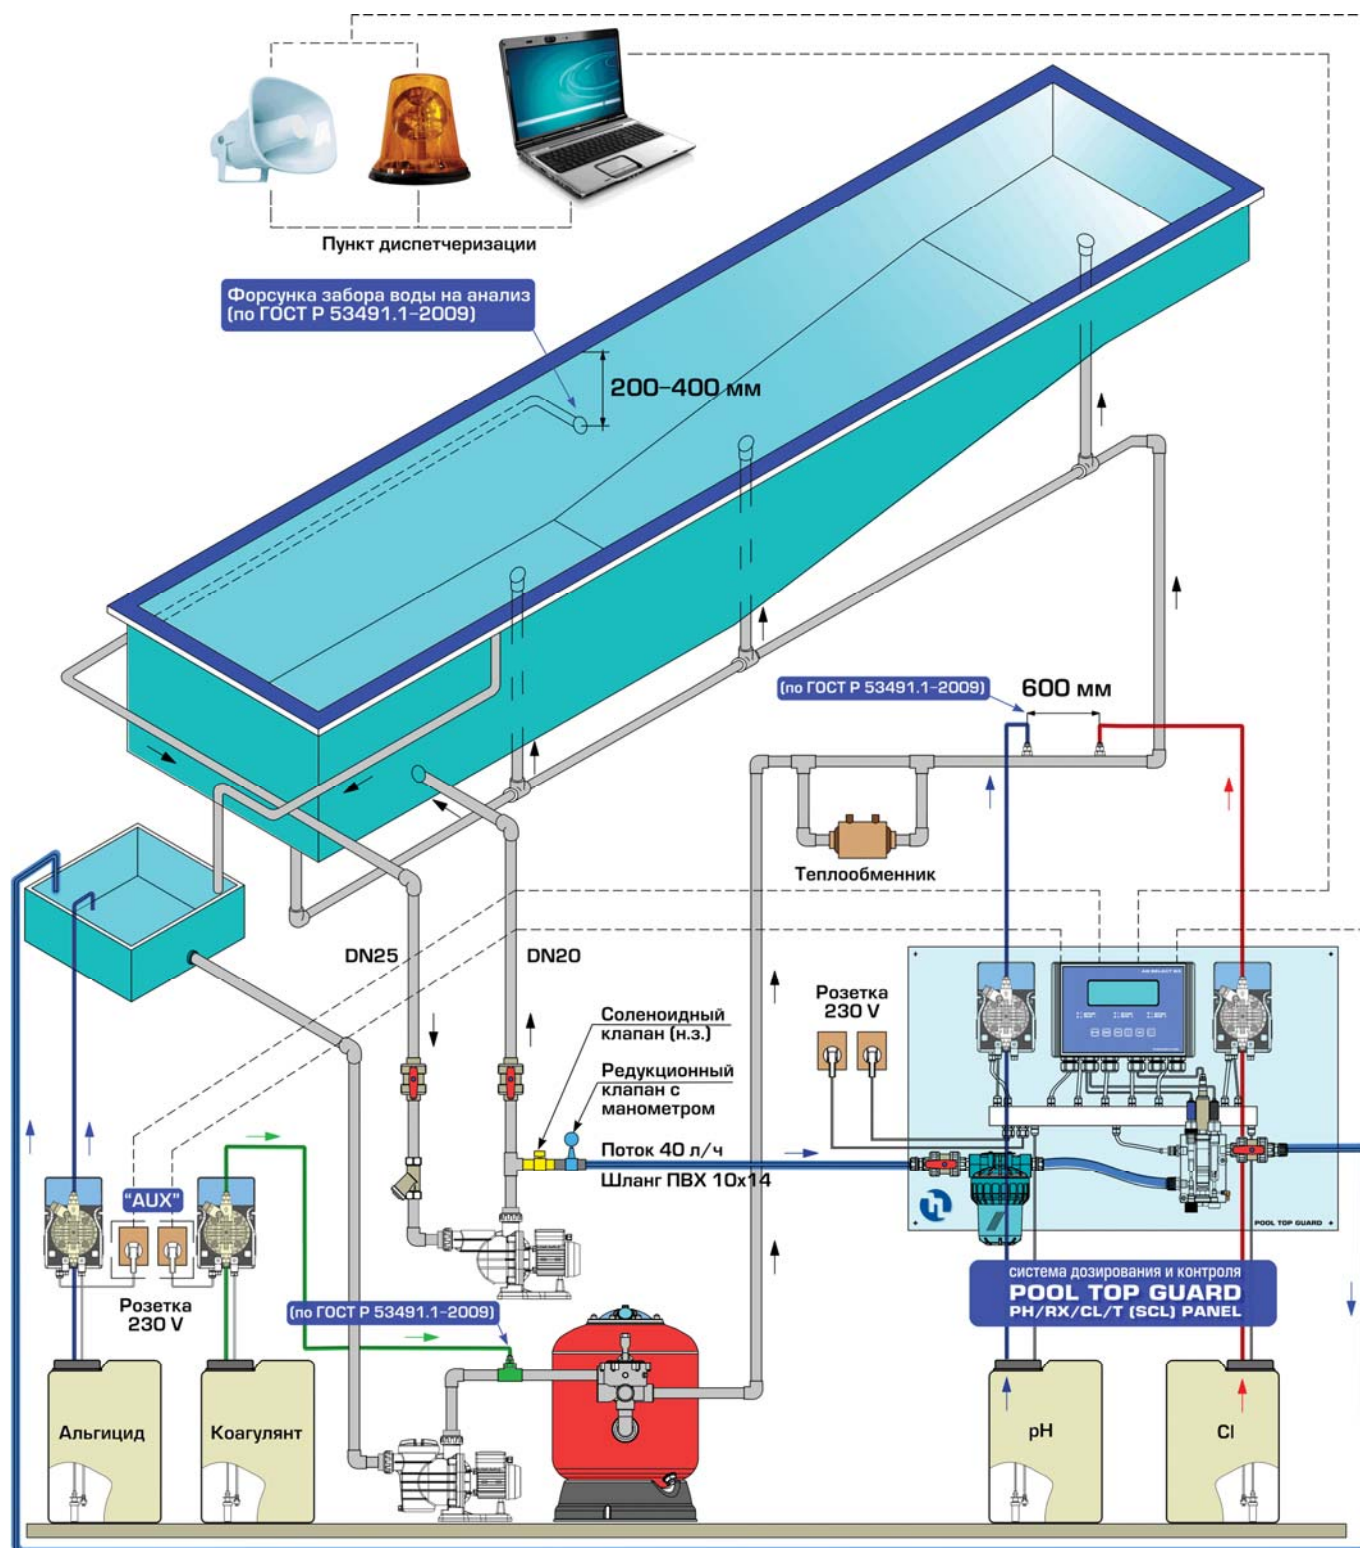 Пункт диспетчеризации
Форсунка забора воды на анализ
(по ГОСТ Р 53491.1-2009)
200-400 мм
(по ГОСТ Р 53491.1-2009)
600 мм
Теплообменник
DN25
DN20
Соленоидный
клапан (н.з.)
Редукционный
клапан с
манометром
Поток 40 л/ч
Шланг ПВХ 10х14
Розетка
230 V
POOL TOP GUARD
система дозирования и контроля
POOL TOP GUARD
PH/RX/CL/T (SCL) PANEL
"AUX"
Розетка
230 V
(по ГОСТ Р 53491.1-2009)
Альгицид
Коагулянт
pH
Cl